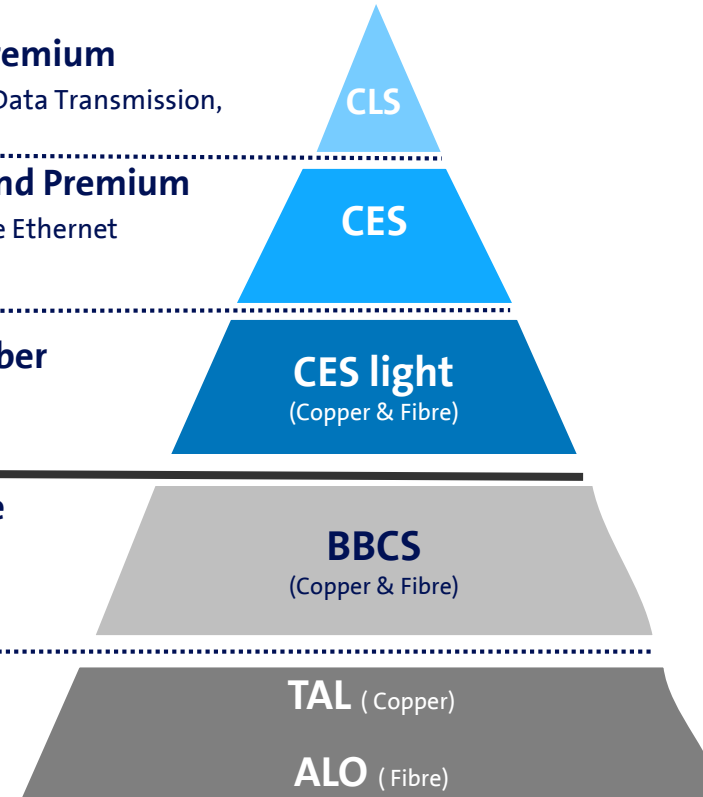 emium
Data Transmission,
CLS
nd Premium
e Ethernet
CES
ber
CES light
(Copper & Fibre)
e
BBCS
(Copper & Fibre)
TAL ( Copper)
ALO ( Fibre)